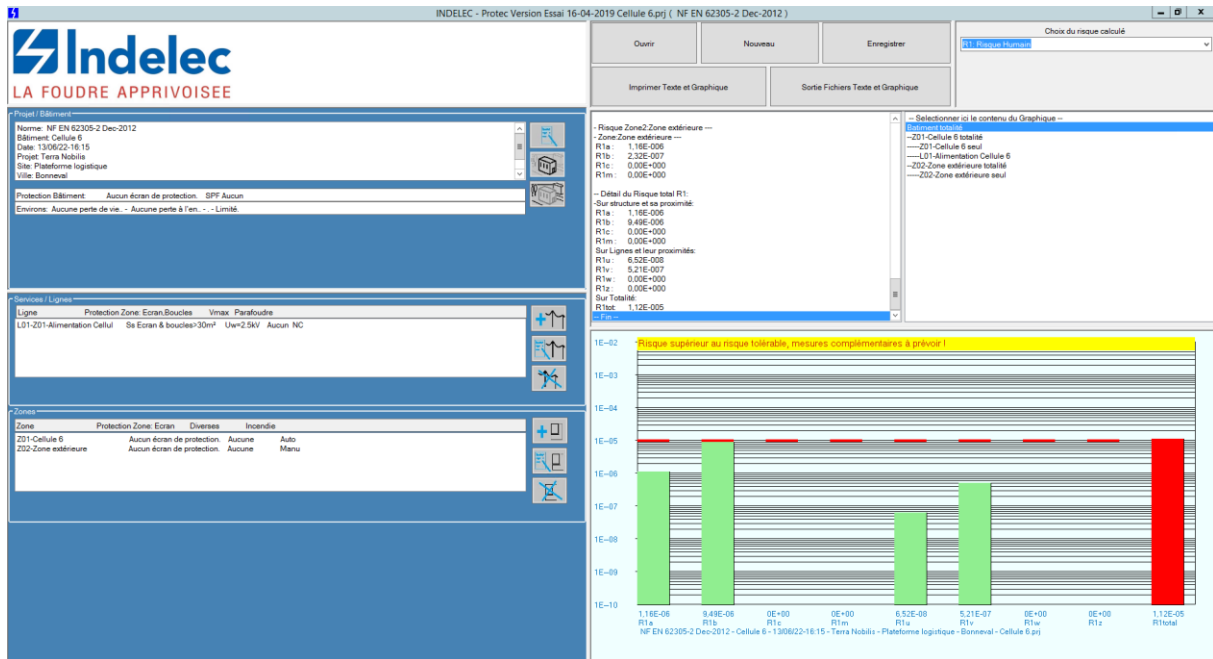 INDELEC - Protec Version Essai 16-04-2019 Cellule 6.prj ( NF EN 62305-2 Dec-2012 )
Indelec
LA FOUDRE APPRIVOISEE
Ouvrir
Nouveau
Enregistrer
Imprimer Texte et Graphique
Sortie Fichiers Texte et Graphique
Choix du risque calculé
R1: Risque Humain
Projet / Bâtiment
Norme: NF EN 62305-2 Dec-2012
Bâtiment: Cellule 6
Date: 13/06/22-16:15
Projet: Terra Nobilis
Site: Plateforme logistique
Ville: Bonneval
Protection Bâtiment: Aucun écran de protection. SPF Aucun
Environs: Aucune perte de vie.. - Aucune perte à l'en.. - . - Limité.
Services / Lignes
Ligne Protection Zone: Ecran,Boucles Vmax Parafoudre
L01-Z01-Alimentation Cellul Ss Ecran & boucles>30m² Uw=2.5kV Aucun NC
Zones
Zone Protection Zone: Ecran Diverses Incendie
Z01-Cellule 6 Aucun écran de protection. Aucune Auto
Z02-Zone extérieure Aucun écran de protection. Aucune Manu
- Risque Zone2:Zone extérieure ---
- Zone:Zone extérieure ---
R1a : 1,16E-006
R1b : 2,32E-007
R1c : 0,00E+000
R1m : 0,00E+000
-- Détail du Risque total R1:
-Sur structure et sa proximité:
R1a : 1,16E-006
R1b : 9,49E-006
R1c : 0,00E+000
R1m : 0,00E+000
Sur Lignes et leur proximités:
R1u : 6,52E-008
R1v : 5,21E-007
R1w : 0,00E+000
R1z : 0,00E+000
Sur Totalité:
R1tot: 1,12E-005
-- Fin --
-- Selectionner ici le contenu du Graphique --
Batiment totalité
--Z01-Cellule 6 totalité
----Z01-Cellule 6 seul
-----L01-Alimentation Cellule 6
--Z02-Zone extérieure totalité
----Z02-Zone extérieure seul
Risque supérieur au risque tolérable, mesures complémentaires à prévoir !
1E--02
1E--03
1E--04
1E--05
1E--06
1E--07
1E--08
1E--09
1E--10
1,16E-06 9,49E-06 0E+00 0E+00 6,52E-08 5,21E-07 0E+00 0E+00 1,12E-05
R1a R1b R1c R1m R1u R1v R1w R1z R1total
NF EN 62305-2 Dec-2012 - Cellule 6 - 13/06/22-16:15 - Terra Nobilis - Plateforme logistique - Bonneval - Cellule 6.prj